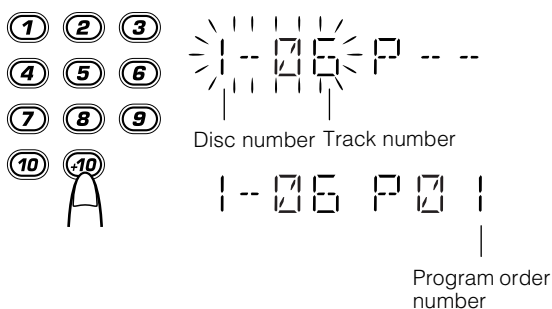 1 2 3
4 5 6
7 8 9
10 +10
1-06 P---
Disc number Track number
1-06 P01
Program order
number